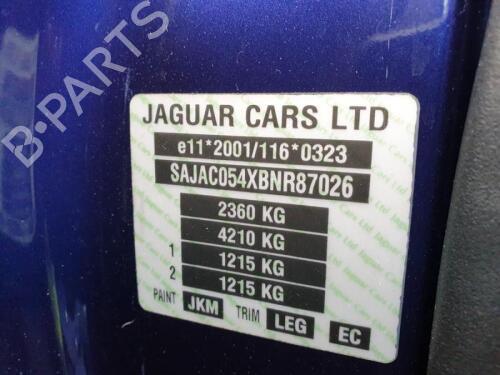 B-PARTS
JAGUAR CARS LTD
e11*2001/116*0323
SAJAC054XBNR87026
2360 KG
4210 KG
1 1215 KG
2 1215 KG
PAINT JKM TRIM LEG EC